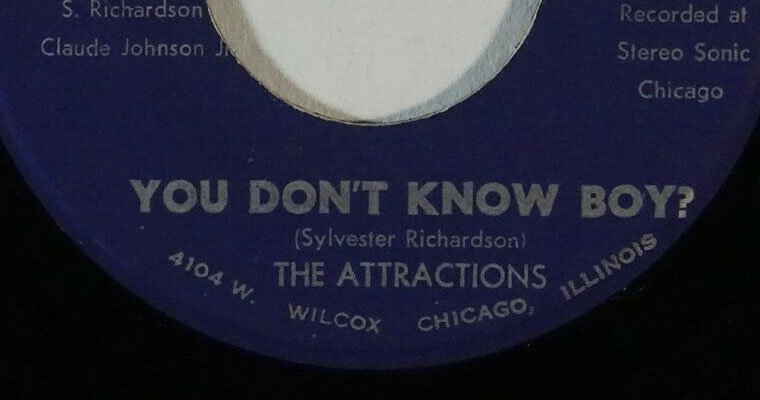 S. Richardson
Claude Johnson Jr.
Recorded at
Stereo Sonic
Chicago
YOU DON'T KNOW BOY?
(Sylvester Richardson)
THE ATTRACTIONS
4104 W. WILCOX CHICAGO, ILLINOIS